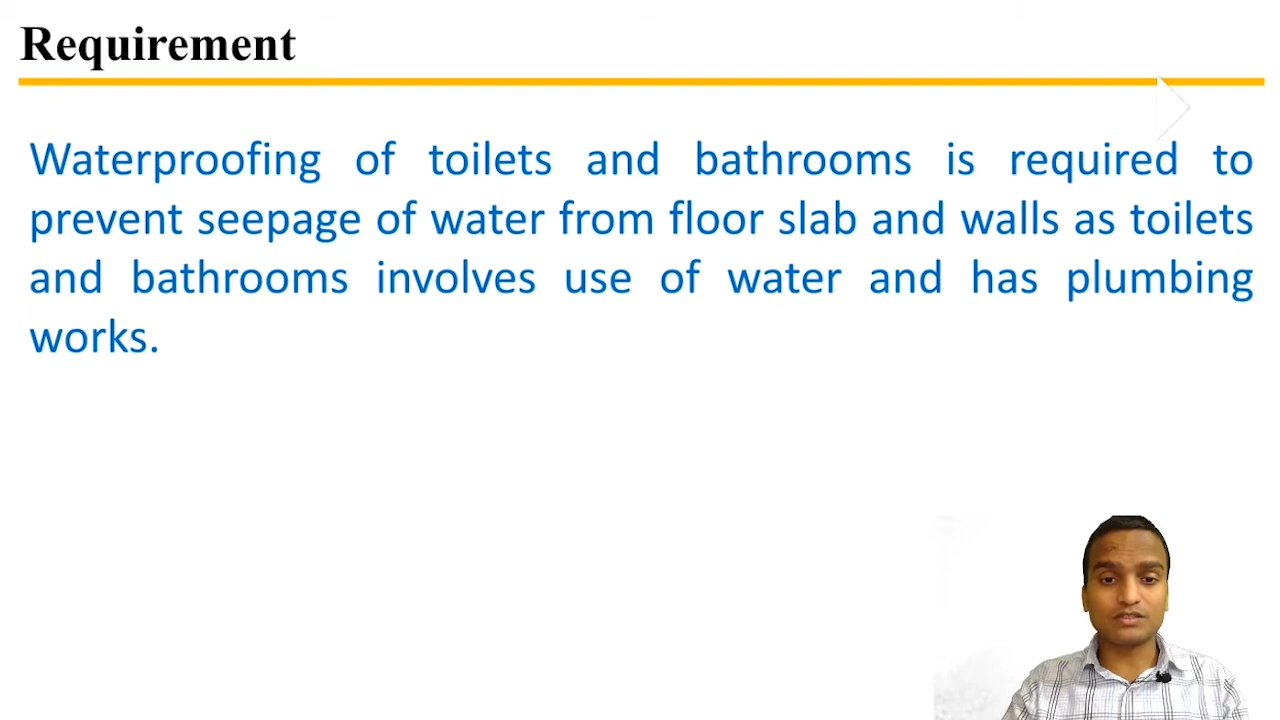 Requirement
Waterproofing of toilets and bathrooms is required to
prevent seepage of water from floor slab and walls as toilets
and bathrooms involves use of water and has plumbing
works.